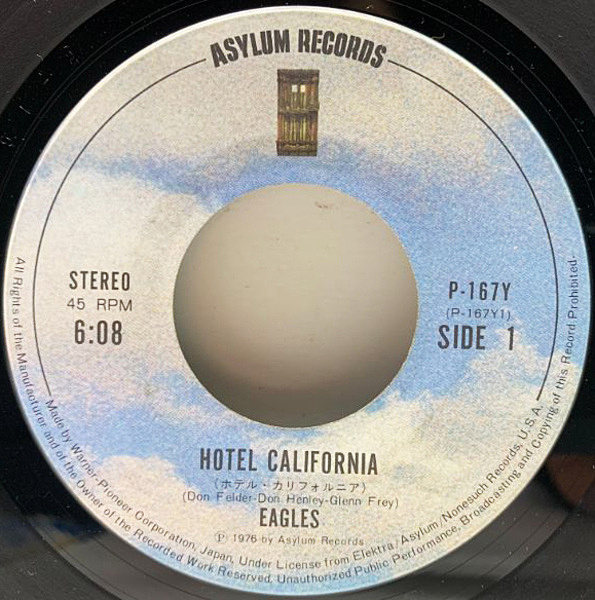 ASYLUM RECORDS
STEREO
45 RPM
6:08
P-167Y
(P-167Y1)
SIDE 1
HOTEL CALIFORNIA
(ホテル・カリフォルニア)
(Don Felder-Don Henley-Glenn Frey)
EAGLES
Ⓟ 1976 by Asylum Records
Made by Warner-Pioneer Corporation, Japan, Under License from Elektra/Asylum/Nonesuch Records, U.S.A.
All Rights of the Manufacturer and of the Owner of the Recorded Work Reserved, Unauthorized Public Performance, Broadcasting and Copying of this Record Prohibited